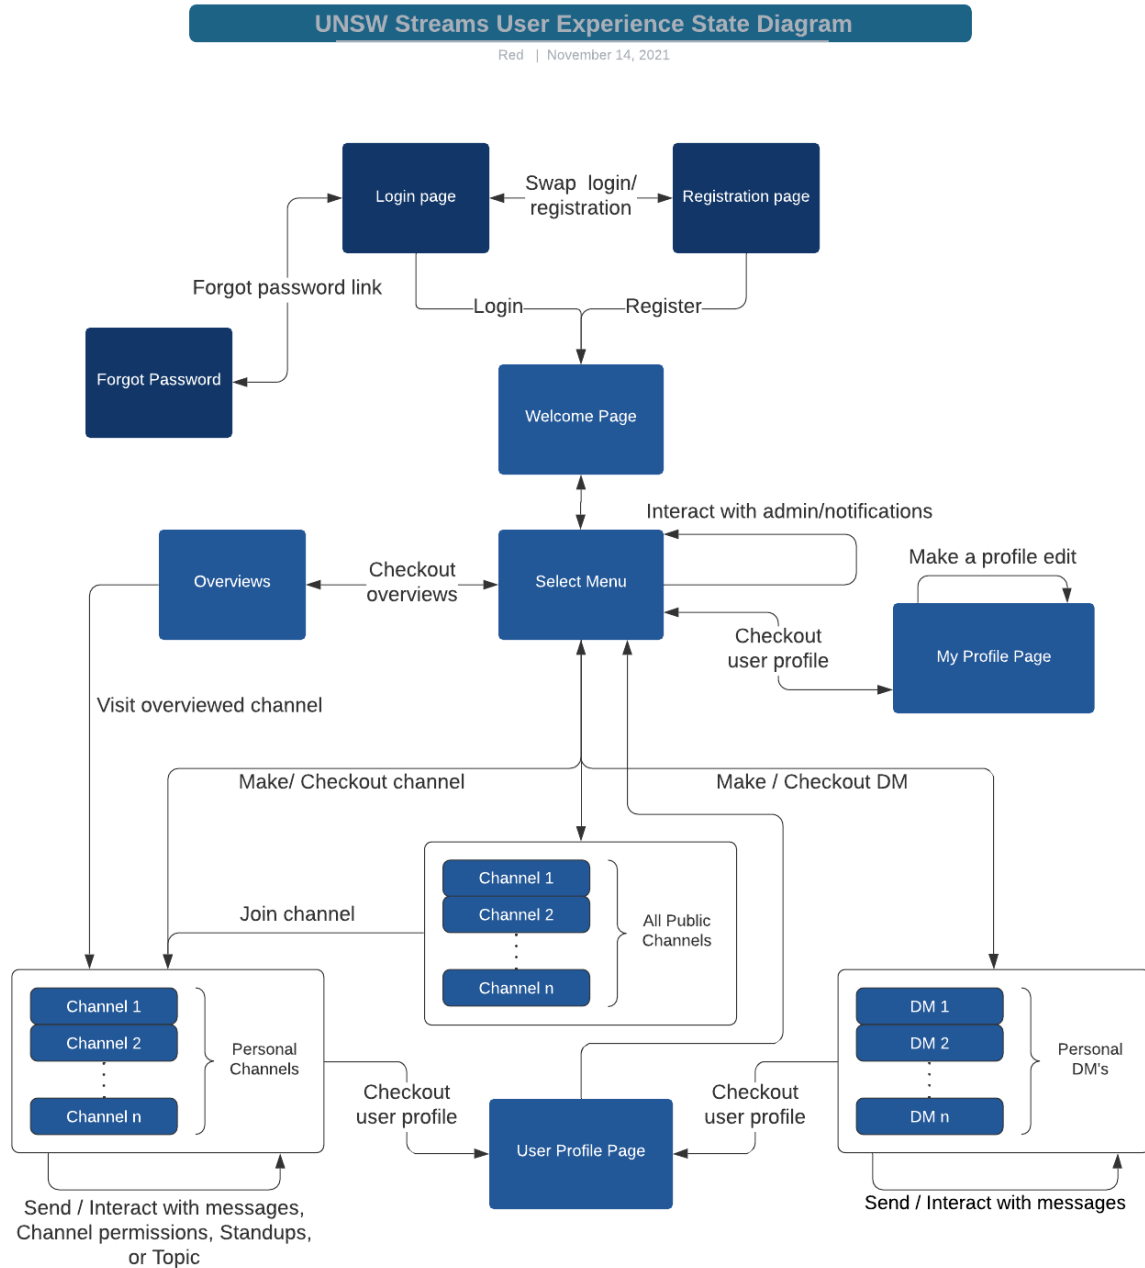 UNSW Streams User Experience State Diagram
Red | November 14, 2021
Login page
Swap login/
registration
Registration page
Forgot password link
Login
Register
Forgot Password
Welcome Page
Interact with admin/notifications
Overviews
Checkout
overviews
Select Menu
Make a profile edit
Checkout
user profile
My Profile Page
Visit overviewed channel
Make/ Checkout channel
Make / Checkout DM
Channel 1
Channel 2
Channel n
All Public
Channels
Join channel
Channel 1
Channel 2
Channel n
Personal
Channels
DM 1
DM 2
DM n
Personal
DM's
Checkout
user profile
Checkout
user profile
User Profile Page
Send / Interact with messages,
Channel permissions, Standups,
or Topic
Send / Interact with messages